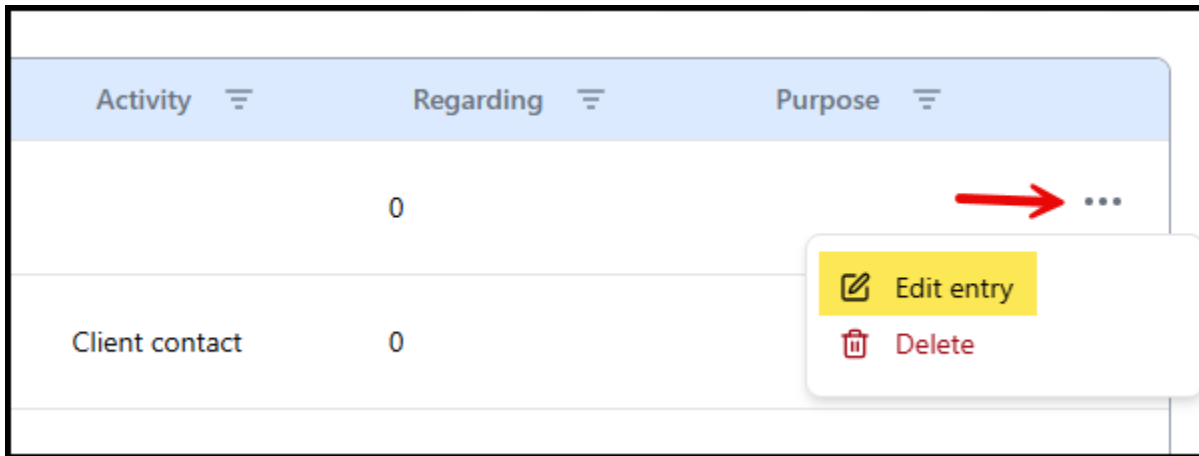 Activity Regarding Purpose
0
Edit entry
Client contact 0
Delete